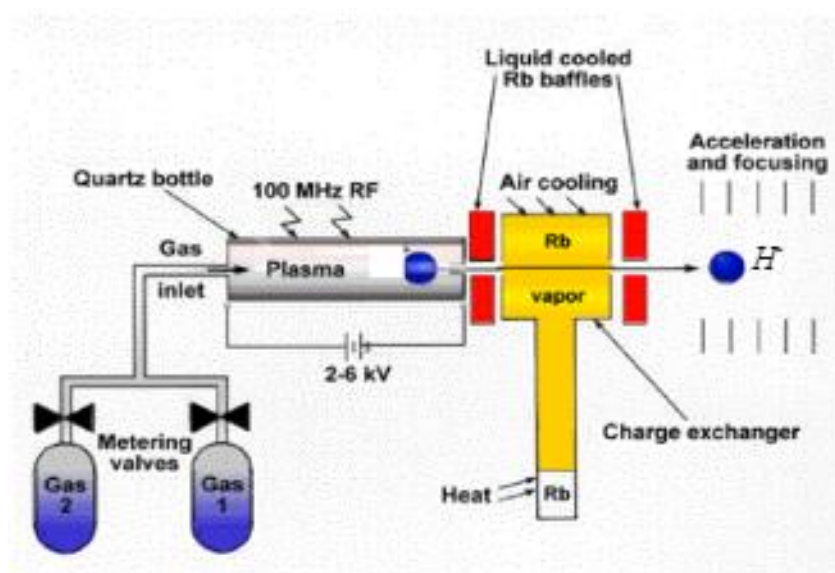 Liquid cooled
Rb baffles
Acceleration
and focusing
Quartz bottle
100 MHz RF
Air cooling
Gas
inlet
Plasma
Rb
vapor
H-
2-6 kV
Metering
valves
Charge exchanger
Gas
2
Gas
1
Heat
Rb